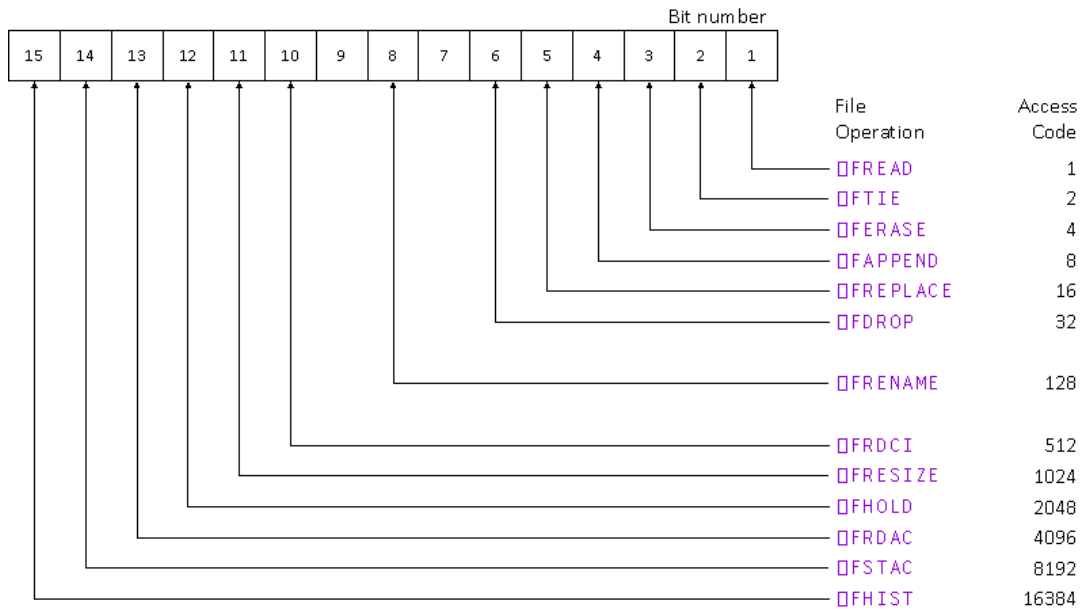 Bit number
15 14 13 12 11 10 9 8 7 6 5 4 3 2 1
File Access
Operation Code
⎕FREAD 1
⎕FTIE 2
⎕FERASE 4
⎕FAPPEND 8
⎕FREPLACE 16
⎕FDROP 32
⎕FRENAME 128
⎕FRDCI 512
⎕FRESIZE 1024
⎕FHOLD 2048
⎕FRDAC 4096
⎕FSTAC 8192
⎕FHIST 16384